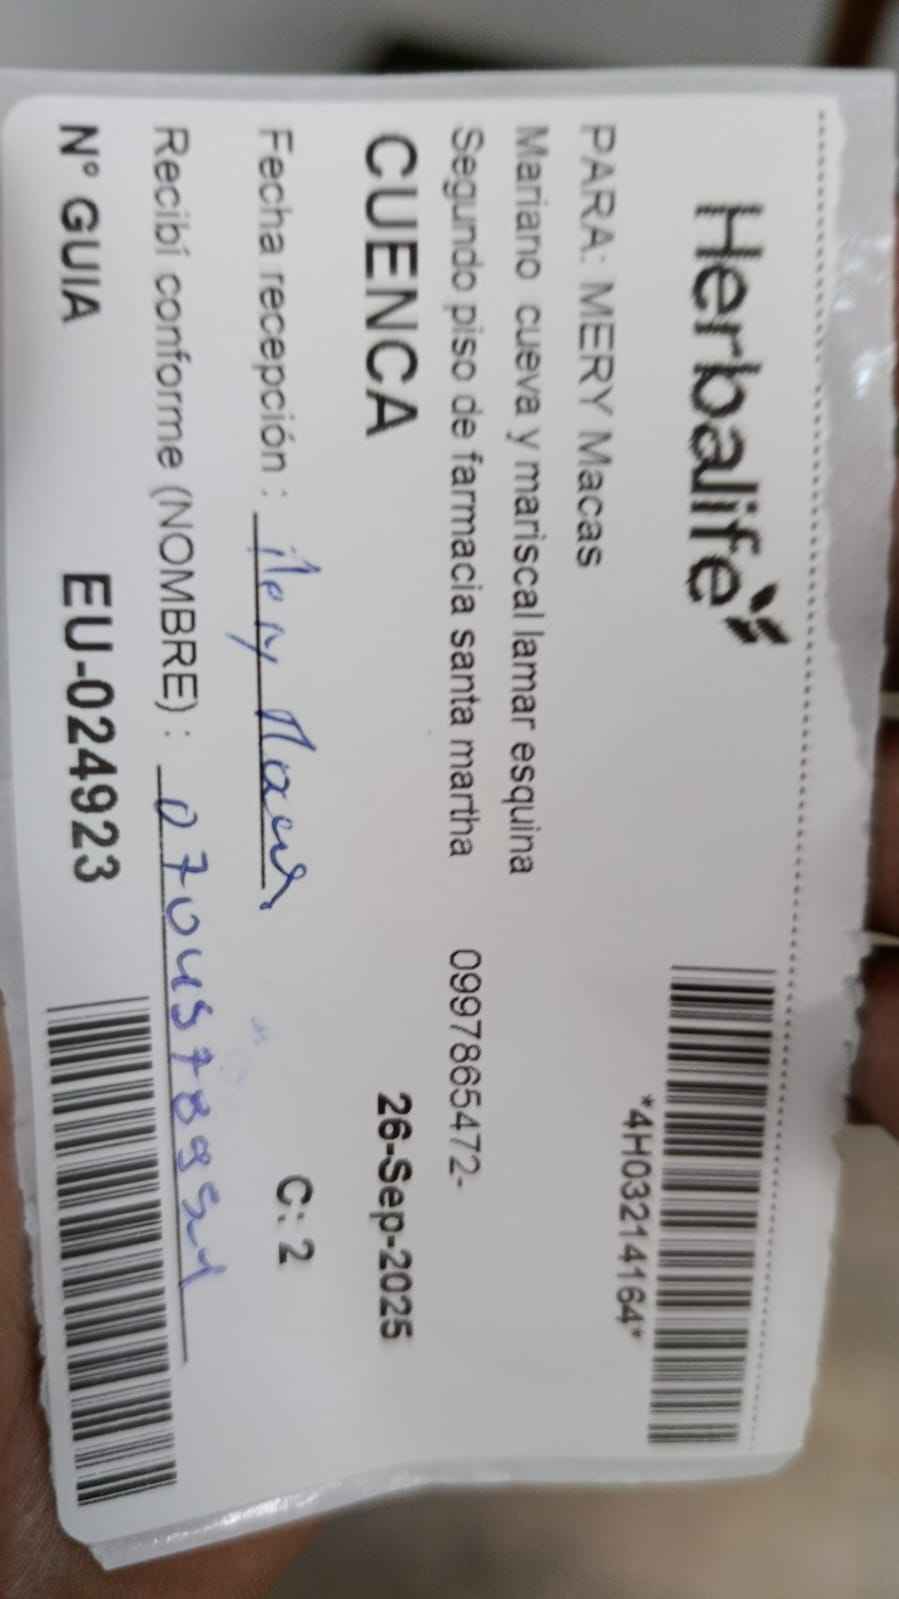 Herbalife
*4H03214164*
PARA: MERY Macas
Mariano cueva y mariscal lamar esquina
Segundo piso de farmacia santa martha 0997865472-
CUENCA 26-Sep-2025
C: 2
Fecha recepción : Mery Macas
Recibí conforme (NOMBRE) :
Nº GUIA EU-024923